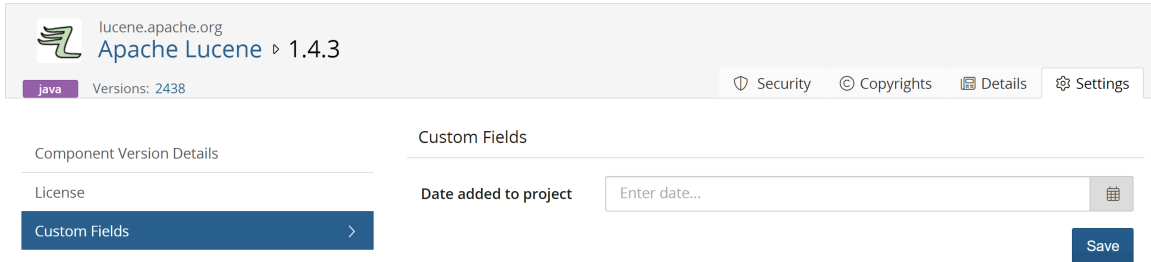 lucene.apache.org
Apache Lucene ▹ 1.4.3
java Versions: 2438
Security Copyrights Details Settings
Component Version Details
License
Custom Fields
Custom Fields
Date added to project Enter date...
Save